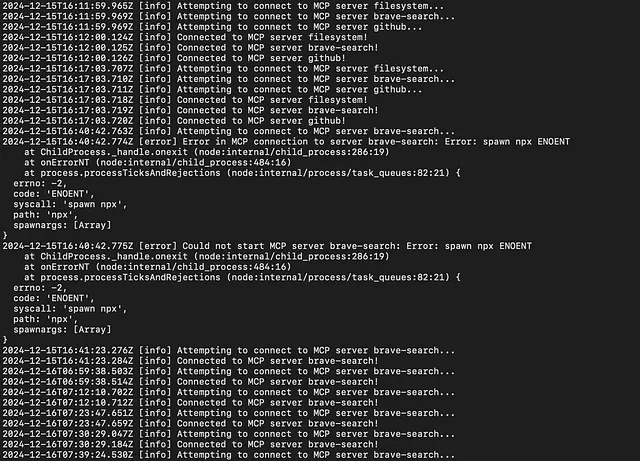 2024-12-15T16:11:59.965Z [info] Attempting to connect to MCP server filesystem...
2024-12-15T16:11:59.969Z [info] Attempting to connect to MCP server brave-search...
2024-12-15T16:11:59.969Z [info] Attempting to connect to MCP server github...
2024-12-15T16:12:00.124Z [info] Connected to MCP server filesystem!
2024-12-15T16:12:00.125Z [info] Connected to MCP server brave-search!
2024-12-15T16:12:00.126Z [info] Connected to MCP server github!
2024-12-15T16:17:03.707Z [info] Attempting to connect to MCP server filesystem...
2024-12-15T16:17:03.710Z [info] Attempting to connect to MCP server brave-search...
2024-12-15T16:17:03.711Z [info] Attempting to connect to MCP server github...
2024-12-15T16:17:03.718Z [info] Connected to MCP server filesystem!
2024-12-15T16:17:03.719Z [info] Connected to MCP server brave-search!
2024-12-15T16:17:03.720Z [info] Connected to MCP server github!
2024-12-15T16:40:42.763Z [info] Attempting to connect to MCP server brave-search...
2024-12-15T16:40:42.774Z [error] Error in MCP connection to server brave-search: Error: spawn npx ENOENT
    at ChildProcess._handle.onexit (node:internal/child_process:286:19)
    at onErrorNT (node:internal/child_process:484:16)
    at process.processTicksAndRejections (node:internal/process/task_queues:82:21) {
  errno: -2,
  code: 'ENOENT',
  syscall: 'spawn npx',
  path: 'npx',
  spawnargs: [Array]
}
2024-12-15T16:40:42.775Z [error] Could not start MCP server brave-search: Error: spawn npx ENOENT
    at ChildProcess._handle.onexit (node:internal/child_process:286:19)
    at onErrorNT (node:internal/child_process:484:16)
    at process.processTicksAndRejections (node:internal/process/task_queues:82:21) {
  errno: -2,
  code: 'ENOENT',
  syscall: 'spawn npx',
  path: 'npx',
  spawnargs: [Array]
}
2024-12-15T16:41:23.276Z [info] Attempting to connect to MCP server brave-search...
2024-12-15T16:41:23.284Z [info] Connected to MCP server brave-search!
2024-12-16T06:59:38.503Z [info] Attempting to connect to MCP server brave-search...
2024-12-16T06:59:38.514Z [info] Connected to MCP server brave-search!
2024-12-16T07:12:10.702Z [info] Attempting to connect to MCP server brave-search...
2024-12-16T07:12:10.712Z [info] Connected to MCP server brave-search!
2024-12-16T07:23:47.651Z [info] Attempting to connect to MCP server brave-search...
2024-12-16T07:23:47.659Z [info] Connected to MCP server brave-search!
2024-12-16T07:30:29.047Z [info] Attempting to connect to MCP server brave-search...
2024-12-16T07:30:29.184Z [info] Connected to MCP server brave-search!
2024-12-16T07:39:24.530Z [info] Attempting to connect to MCP server brave-search...